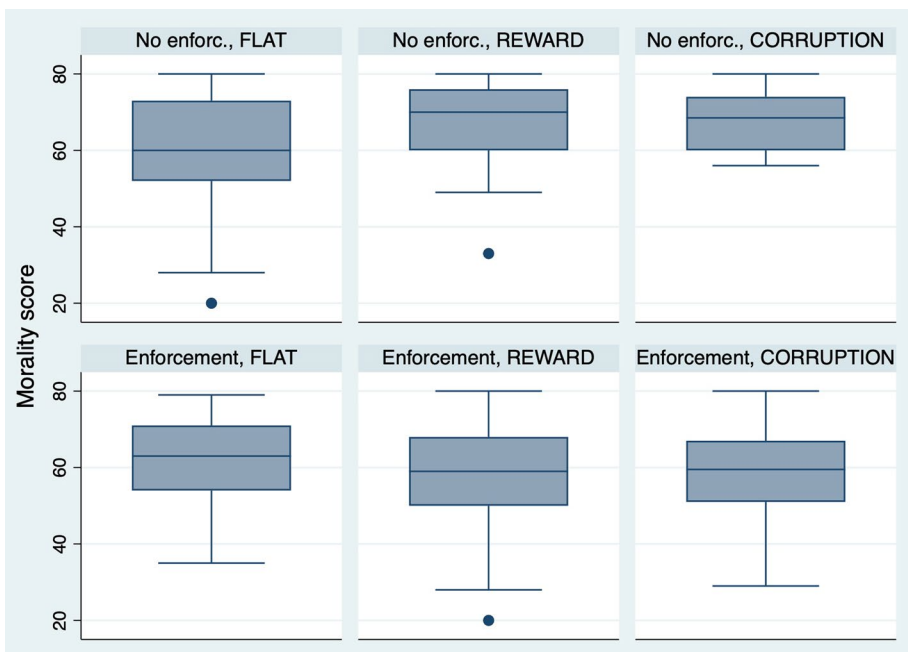 No enforc., FLAT
No enforc., REWARD
No enforc., CORRUPTION
80
60
40
20
Morality score
Enforcement, FLAT
Enforcement, REWARD
Enforcement, CORRUPTION
80
60
40
20